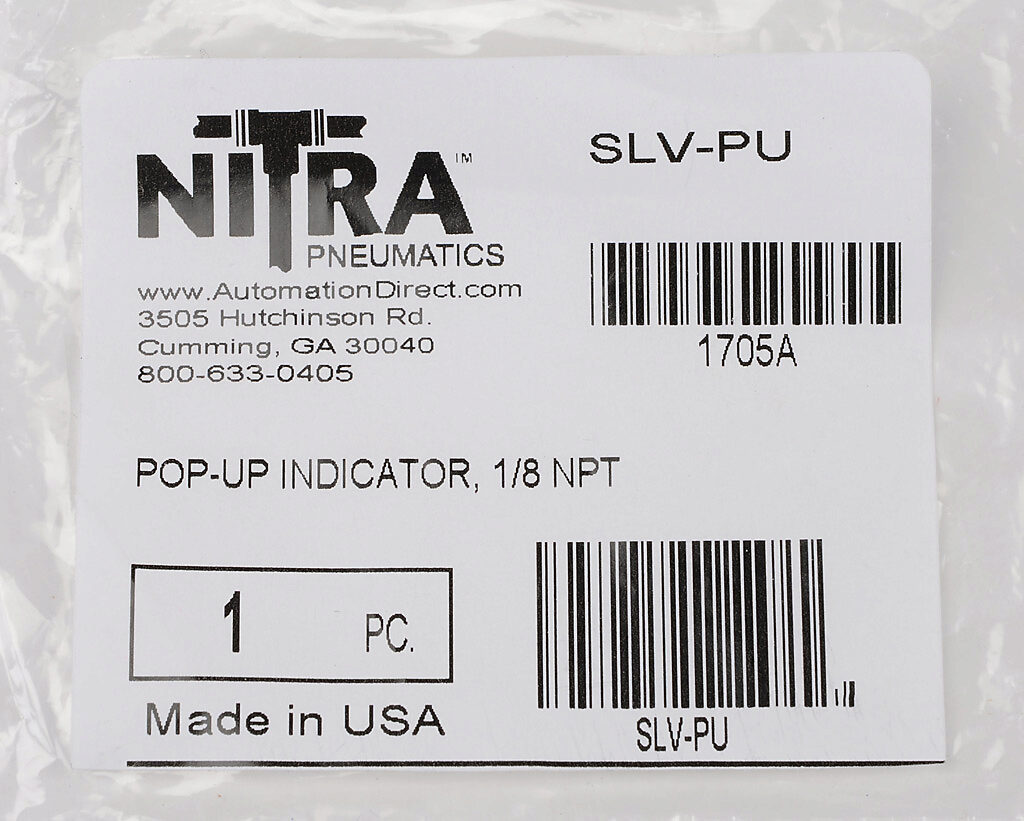 NITRA™
PNEUMATICS
www.AutomationDirect.com
3505 Hutchinson Rd.
Cumming, GA 30040
800-633-0405
SLV-PU
1705A
POP-UP INDICATOR, 1/8 NPT
1 PC.
Made in USA
SLV-PU